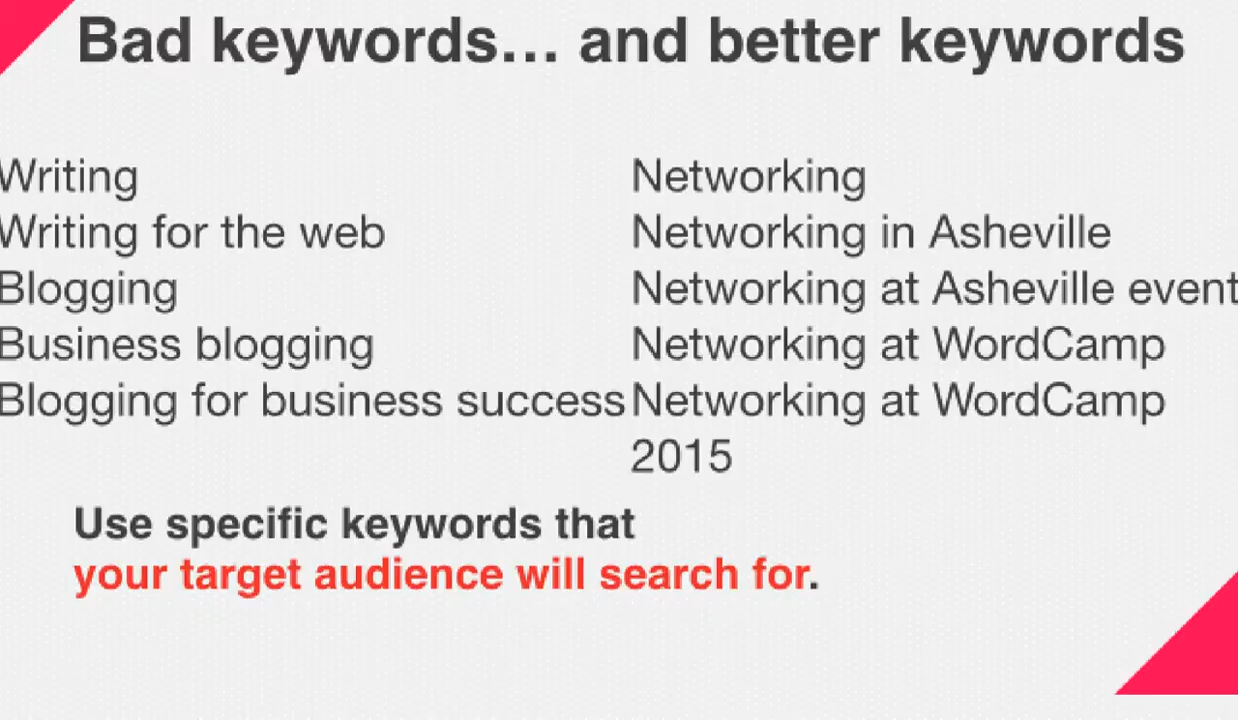 Bad keywords… and better keywords
Writing
Writing for the web
Blogging
Business blogging
Blogging for business success
Networking
Networking in Asheville
Networking at Asheville event
Networking at WordCamp
Networking at WordCamp
2015
Use specific keywords that
your target audience will search for.